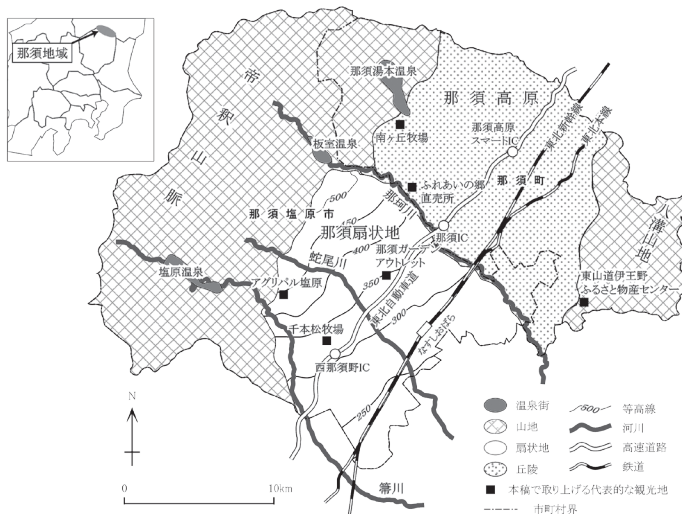 那須地域
那須湯本温泉
那須高原
帝釈山脈
南ヶ丘牧場
那須高原
スマートIC
東北新幹線
東北本線
板室温泉
ふれあいの郷
直売所
那須町
八溝山地
500
那珂川
那須塩原市
450
那須扇状地
那須IC
400
那須ガーデン
アウトレット
蛇尾川
350
塩原温泉
アグリパル塩原
東北自動車道
東山道伊王野
ふるさと物産センター
300
千本松牧場
なすしおばら
西那須野IC
250
箒川
N
0
10km
温泉街
山地
扇状地
丘陵
500
等高線
河川
高速道路
鉄道
本稿で取り上げる代表的な観光地
市町村界